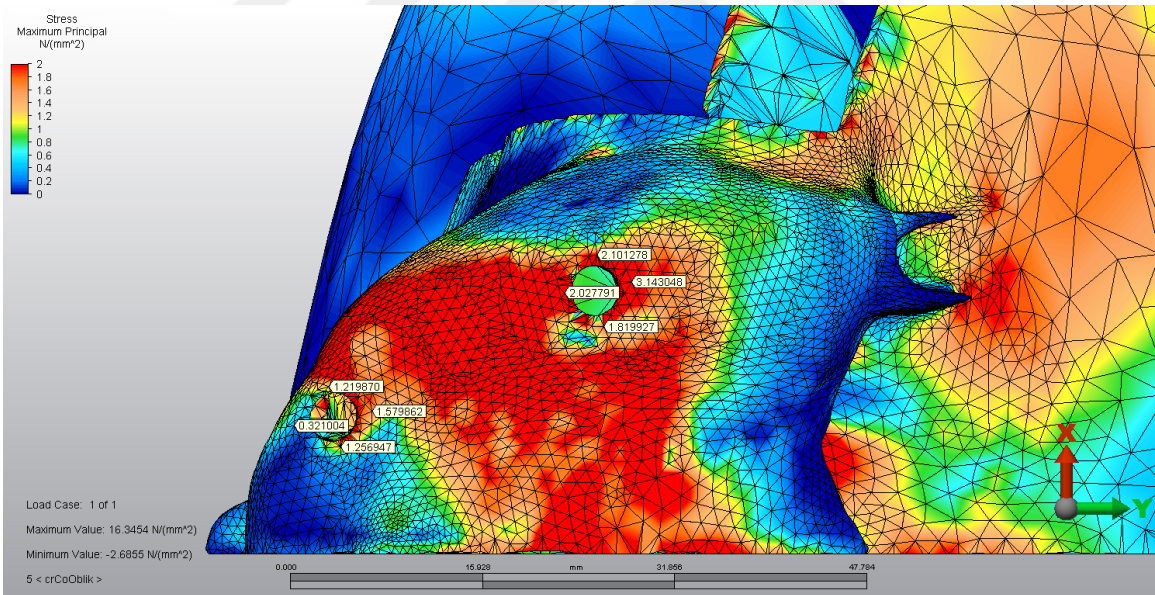 Stress
Maximum Principal
N/(mm^2)
2
1.8
1.6
1.4
1.2
1
0.8
0.6
0.4
0.2
0
2.101278
3.143048
2.027791
1.819927
1.219870
1.579862
0.321004
1.256947
X
Y
Load Case: 1 of 1
Maximum Value: 16.3454 N/(mm^2)
Minimum Value: -2.6855 N/(mm^2)
5 < crCoOblik >
0.000 15.928 mm 31.856 47.784